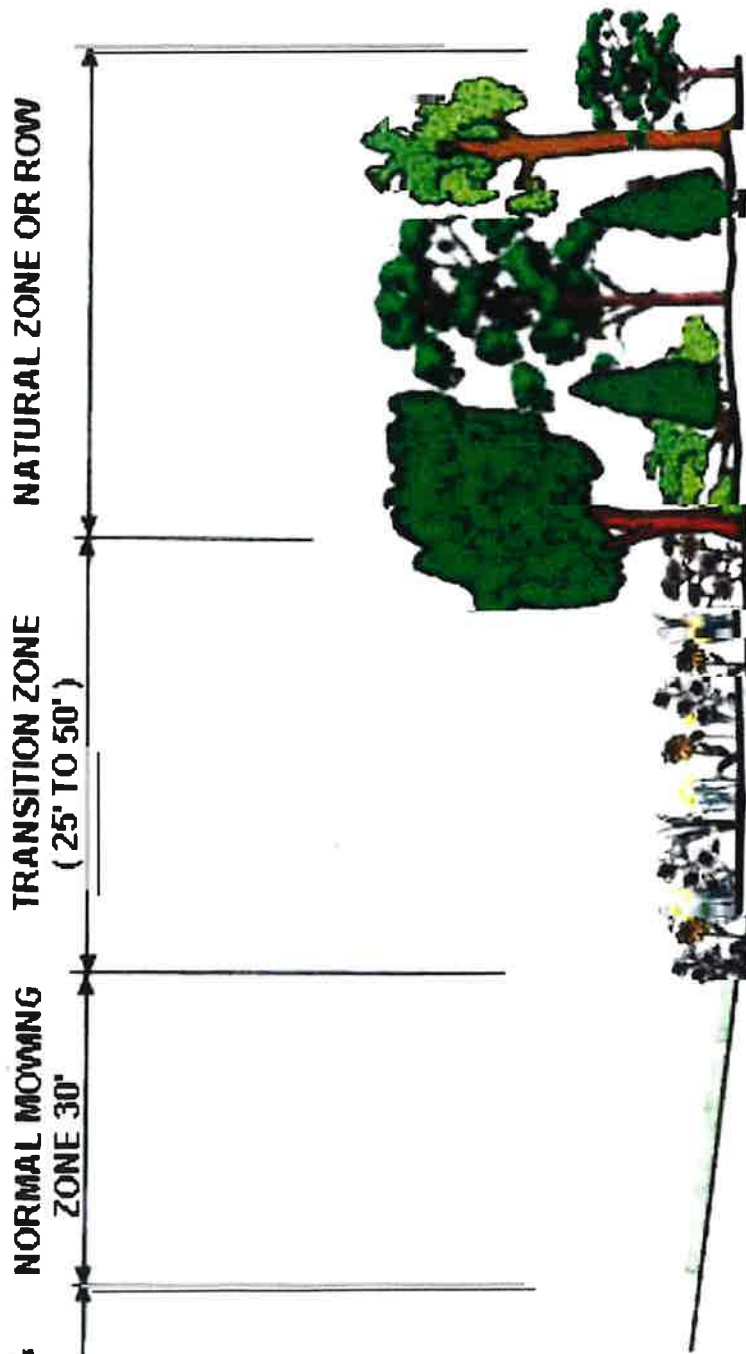 NORMAL MOWING
ZONE 30'
TRANSITION ZONE
( 25' TO 50' )
NATURAL ZONE OR ROW